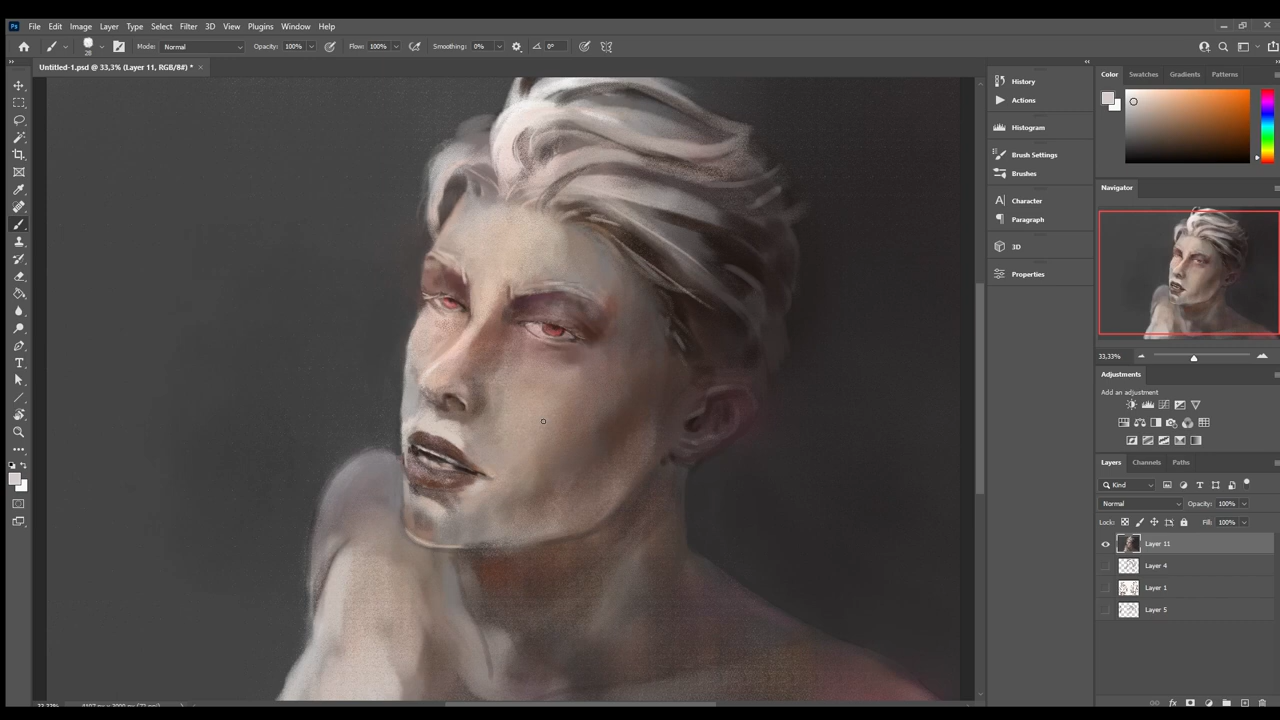 Ps File Edit Image Layer Type Select Filter 3D View Plugins Window Help
20 Mode: Normal Opacity: 100% Flow: 100% Smoothing: 0% 0°
Untitled-1.psd @ 33,3% (Layer 11, RGB/8#) *
History
Actions
Histogram
Brush Settings
Brushes
Character
Paragraph
3D
Properties
Color Swatches Gradients Patterns
Navigator
33,33%
Adjustments
Add an adjustment
Layers Channels Paths
Kind
Normal Opacity: 100%
Lock: Fill: 100%
Layer 11
Layer 4
Layer 1
Layer 5